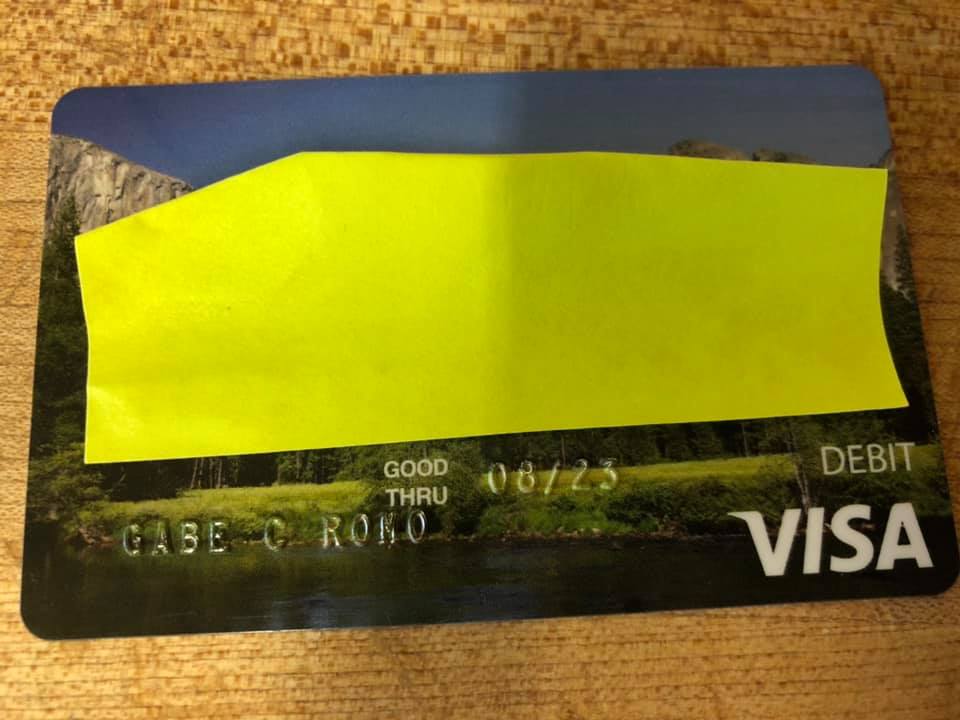 GOOD
THRU 08/23
GABE C ROMO
DEBIT
VISA